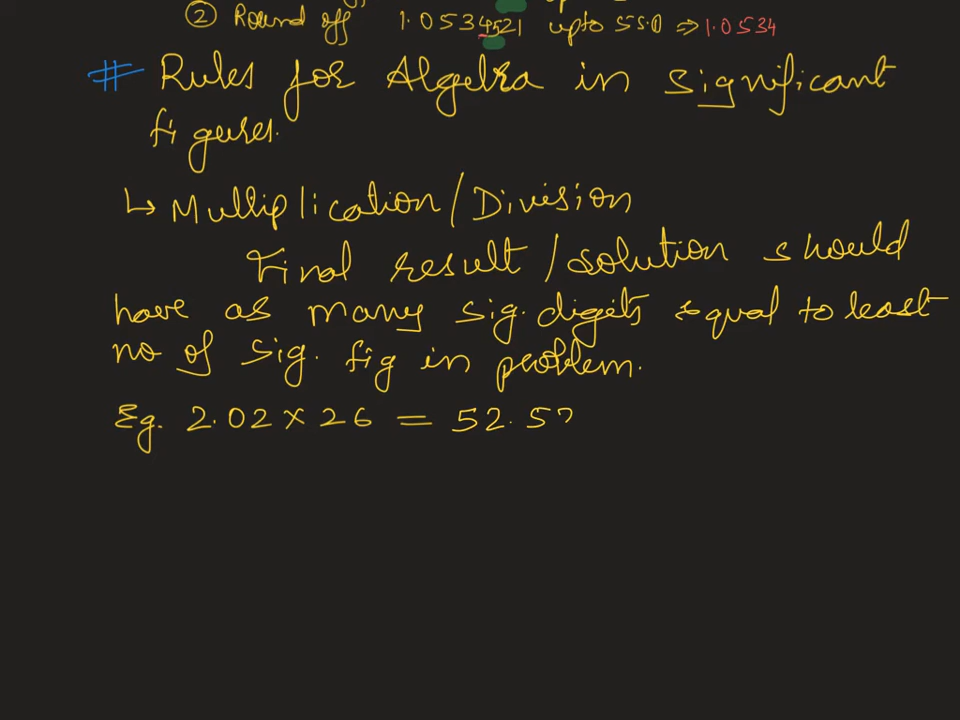 ② Round off 1.0534521 upto 5S.D ⇒ 1.0534
# Rules for Algebra in significant
figures.
↳ Multiplication/Division
Final result/solution should
have as many sig. digits equal to least
no of sig. fig in problem.
Eg. 2.02 × 26 = 52.5